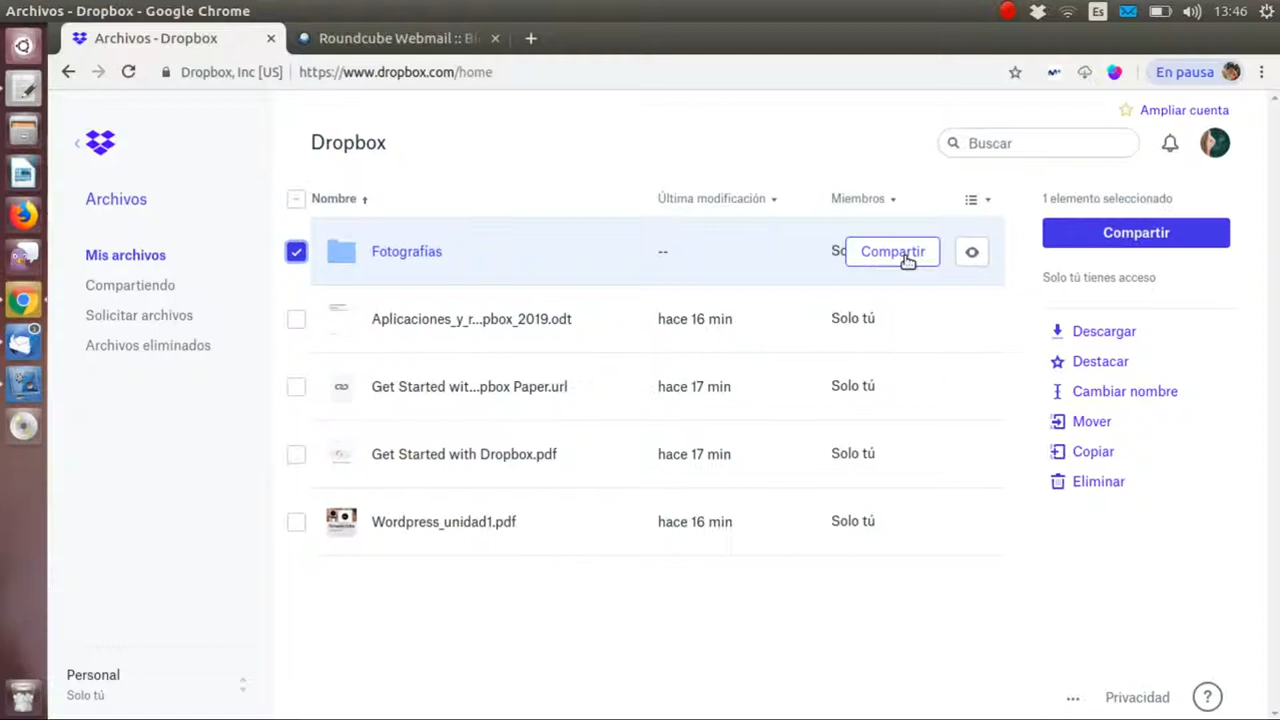 Archivos - Dropbox - Google Chrome
Es
13:46
Archivos - Dropbox
Roundcube Webmail :: Bi
Dropbox, Inc [US]
https://www.dropbox.com/home
En pausa
Ampliar cuenta
Dropbox
Buscar
Archivos
Mis archivos
Compartiendo
Solicitar archivos
Archivos eliminados
Nombre
Última modificación
Miembros
Fotografías
--
Compartir
Aplicaciones_y_r...pbox_2019.odt
hace 16 min
Solo tú
Get Started wit...pbox Paper.url
hace 17 min
Solo tú
Get Started with Dropbox.pdf
hace 17 min
Solo tú
Wordpress_unidad1.pdf
hace 16 min
Solo tú
1 elemento seleccionado
Compartir
Solo tú tienes acceso
Descargar
Destacar
Cambiar nombre
Mover
Copiar
Eliminar
Personal
Solo tú
Privacidad
?